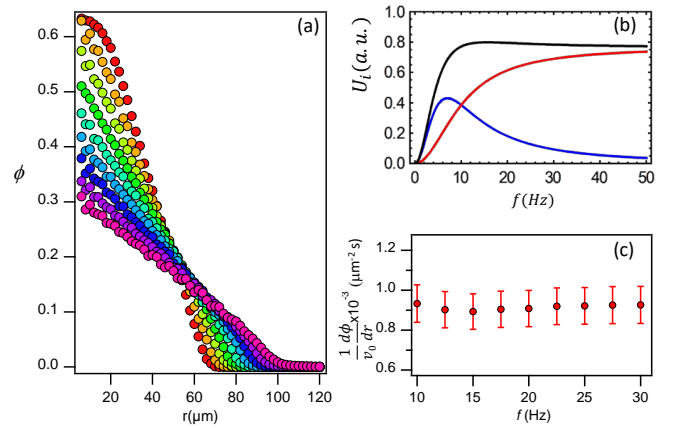 (a)
0.6
0.5
0.4
0.3
0.2
0.1
0.0
ϕ
20 40 60 80 100 120
r(μm)
(b)
1.0
0.8
0.6
0.4
0.2
0.0
U_i(a.u.)
0 10 20 30 40 50
f(Hz)
(c)
1.2
1.0
0.8
0.6
1/v_0 dϕ/dr x10⁻³ (μm⁻² s)
10 15 20 25 30
f (Hz)